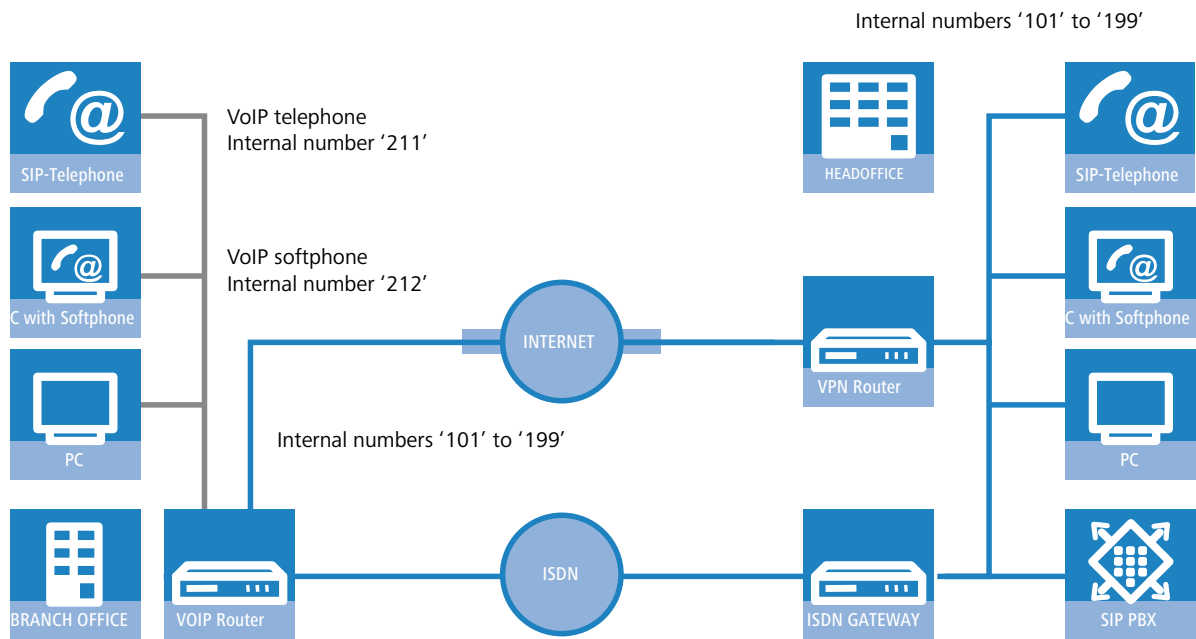 Internal numbers ‘101’ to ‘199’
SIP-Telephone
VoIP telephone
Internal number ‘211’
HEADOFFICE
SIP-Telephone
C with Softphone
VoIP softphone
Internal number ‘212’
INTERNET
C with Softphone
VPN Router
PC
Internal numbers ‘101’ to ‘199’
PC
BRANCH OFFICE
VOIP Router
ISDN
ISDN GATEWAY
SIP PBX